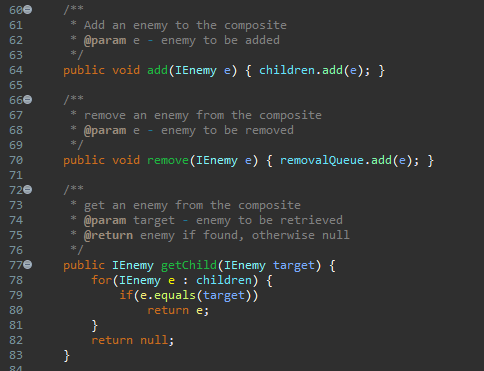 60 /**
61 * Add an enemy to the composite
62 * @param e - enemy to be added
63 */
64 public void add(IEnemy e) { children.add(e); }
65
66 /**
67 * remove an enemy from the composite
68 * @param e - enemy to be removed
69 */
70 public void remove(IEnemy e) { removalQueue.add(e); }
71
72 /**
73 * get an enemy from the composite
74 * @param target - enemy to be retrieved
75 * @return enemy if found, otherwise null
76 */
77 public IEnemy getChild(IEnemy target) {
78 for(IEnemy e : children) {
79 if(e.equals(target))
80 return e;
81 }
82 return null;
83 }
84